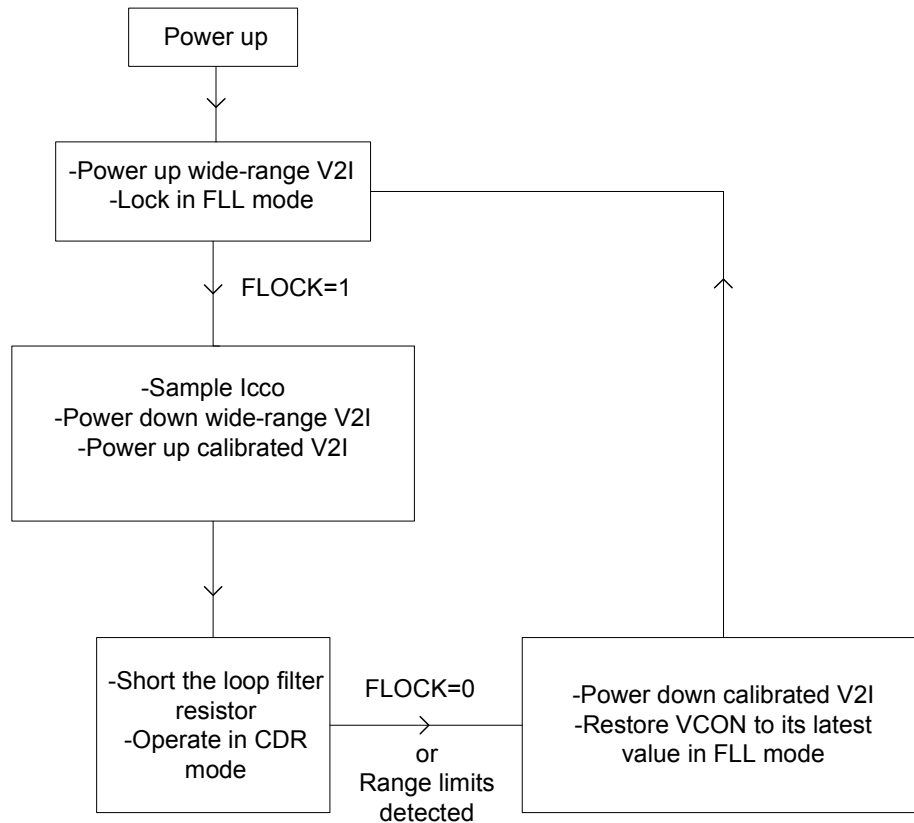 Power up
-Power up wide-range V2I
-Lock in FLL mode
FLOCK=1
-Sample Icco
-Power down wide-range V2I
-Power up calibrated V2I
-Short the loop filter
resistor
-Operate in CDR
mode
FLOCK=0
or
Range limits
detected
-Power down calibrated V2I
-Restore VCON to its latest
value in FLL mode